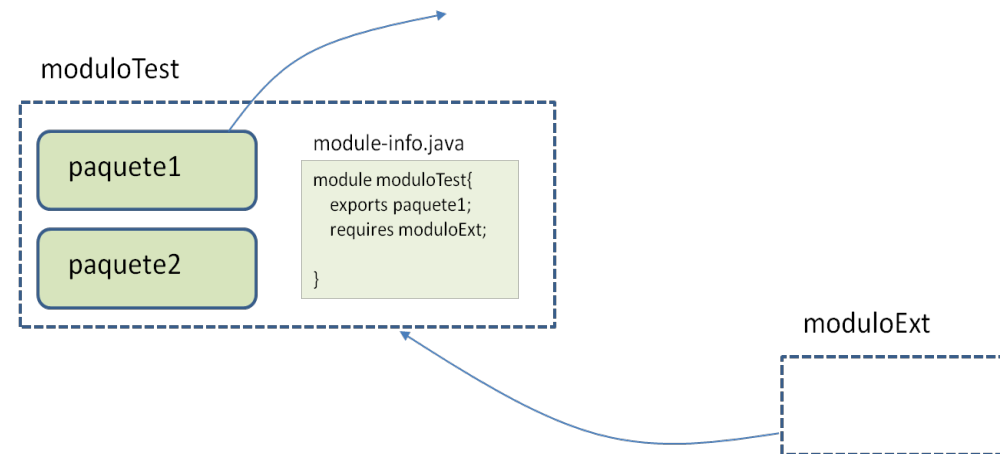 moduloTest
paquete1
paquete2
module-info.java
module moduloTest{
exports paquete1;
requires moduloExt;
}
moduloExt